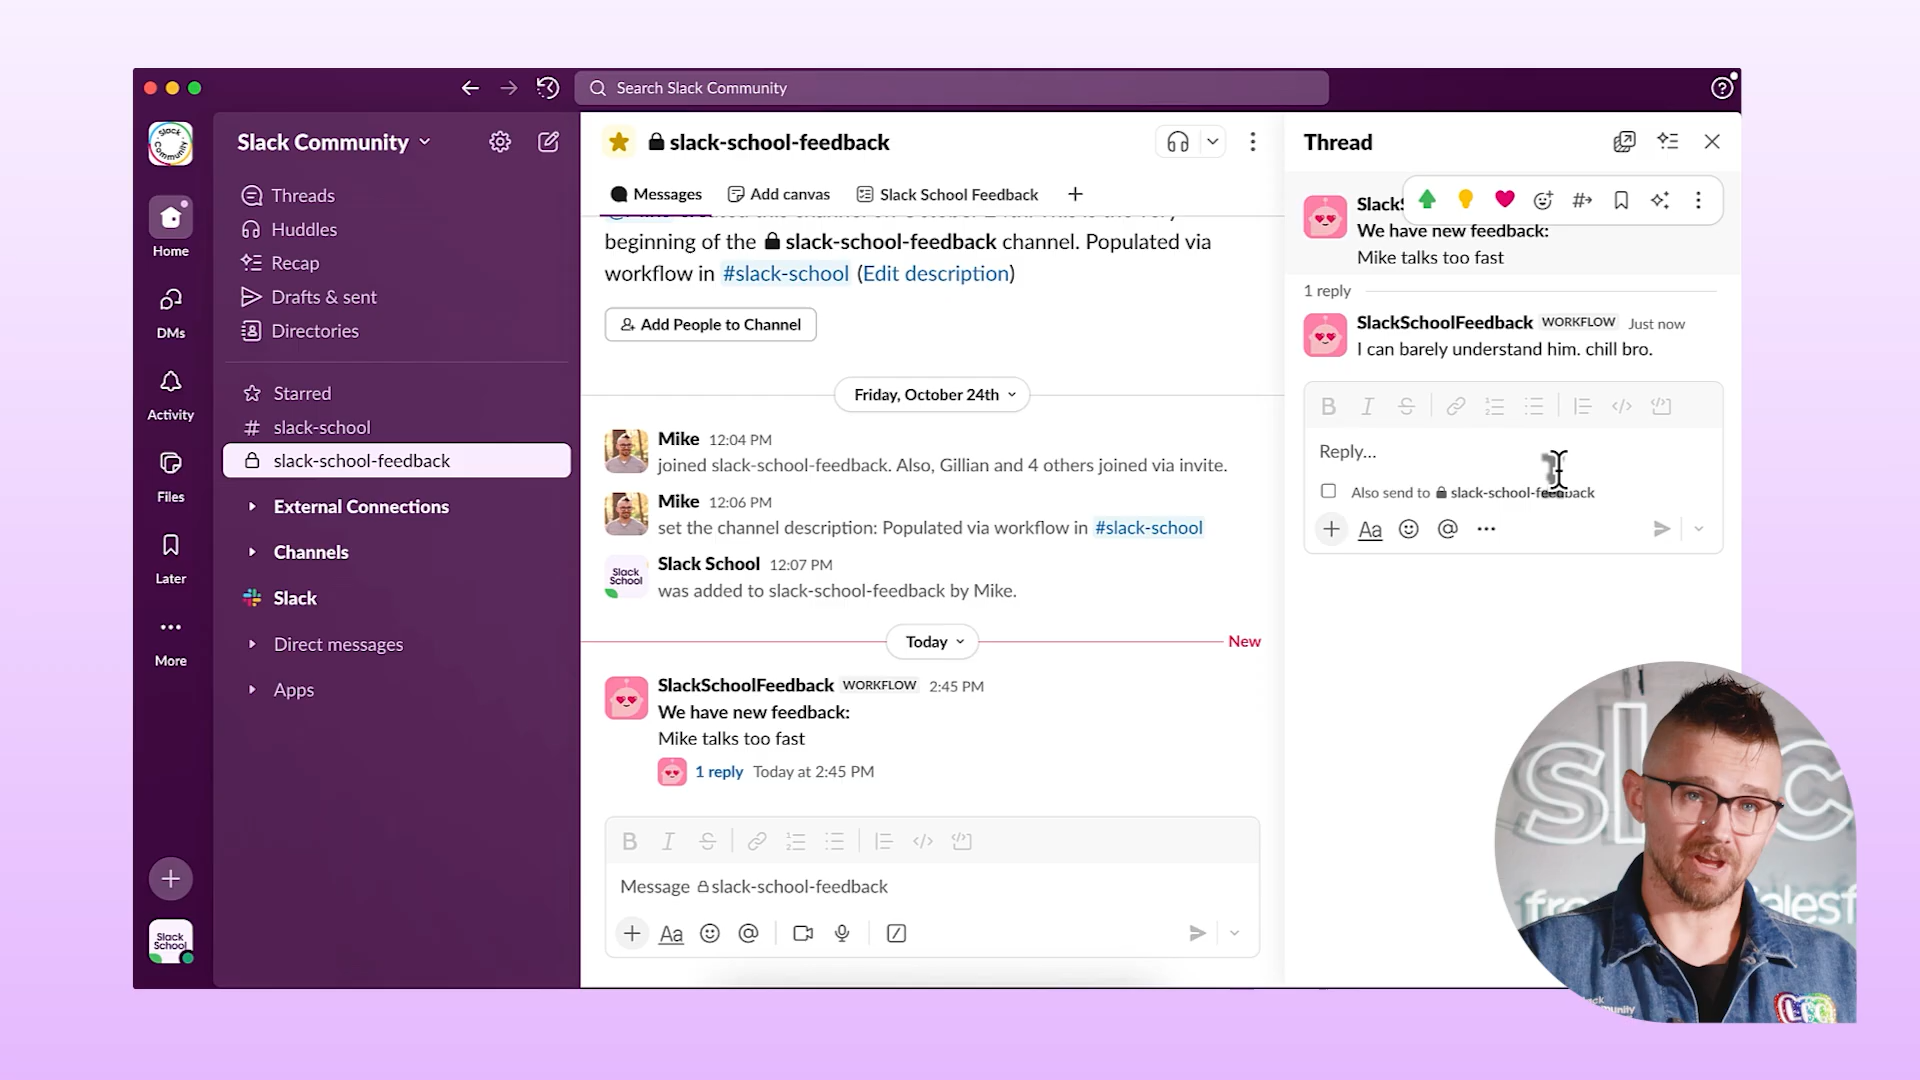 Search Slack Community
Slack Community
Slack Community
Home
DMs
Activity
Files
Later
More
Slack School
Threads
Huddles
Recap
Drafts & sent
Directories
Starred
# slack-school
slack-school-feedback
External Connections
Channels
Slack
Direct messages
Apps
slack-school-feedback
Messages
Add canvas
Slack School Feedback
beginning of the slack-school-feedback channel. Populated via
workflow in #slack-school (Edit description)
Add People to Channel
Friday, October 24th
Mike 12:04 PM
joined slack-school-feedback. Also, Gillian and 4 others joined via invite.
Mike 12:06 PM
set the channel description: Populated via workflow in #slack-school
Slack School
Slack School 12:07 PM
was added to slack-school-feedback by Mike.
Today
New
SlackSchoolFeedback WORKFLOW 2:45 PM
We have new feedback:
Mike talks too fast
1 reply Today at 2:45 PM
Message slack-school-feedback
Aa
Thread
We have new feedback:
Mike talks too fast
1 reply
SlackSchoolFeedback WORKFLOW Just now
I can barely understand him. chill bro.
Reply...
Also send to slack-school-feedback
Aa